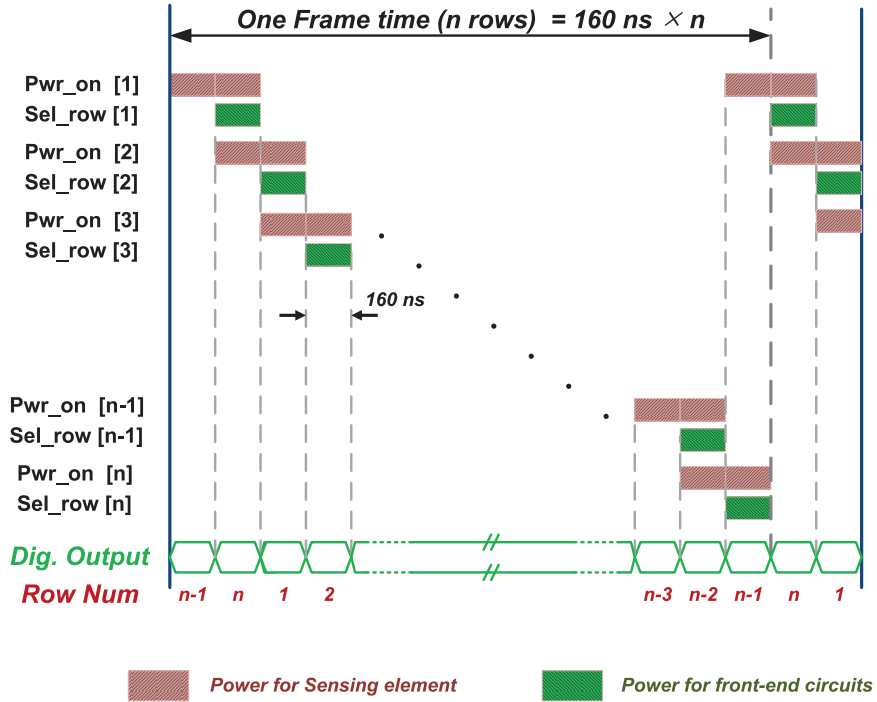 One Frame time (n rows) = 160 ns × n
Pwr_on [1]
Sel_row [1]
Pwr_on [2]
Sel_row [2]
Pwr_on [3]
Sel_row [3]
160 ns
Pwr_on [n-1]
Sel_row [n-1]
Pwr_on [n]
Sel_row [n]
Dig. Output
Row Num n-1 n 1 2 n-3 n-2 n-1 n 1
Power for Sensing element Power for front-end circuits